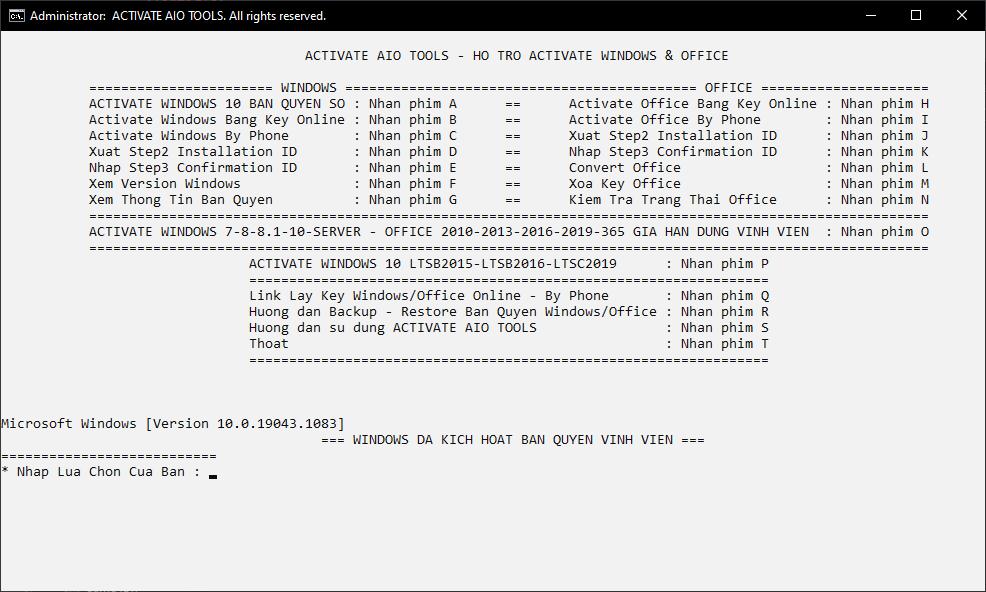 Administrator: ACTIVATE AIO TOOLS. All rights reserved.
ACTIVATE AIO TOOLS - HO TRO ACTIVATE WINDOWS & OFFICE
======================= WINDOWS ============================================ OFFICE =====================
ACTIVATE WINDOWS 10 BAN QUYEN SO : Nhan phim A == Activate Office Bang Key Online : Nhan phim H
Activate Windows Bang Key Online : Nhan phim B == Activate Office By Phone : Nhan phim I
Activate Windows By Phone : Nhan phim C == Xuat Step2 Installation ID : Nhan phim J
Xuat Step2 Installation ID : Nhan phim D == Nhap Step3 Confirmation ID : Nhan phim K
Nhap Step3 Confirmation ID : Nhan phim E == Convert Office : Nhan phim L
Xem Version Windows : Nhan phim F == Xoa Key Office : Nhan phim M
Xem Thong Tin Ban Quyen : Nhan phim G == Kiem Tra Trang Thai Office : Nhan phim N
=========================================================================================================
ACTIVATE WINDOWS 7-8-8.1-10-SERVER - OFFICE 2010-2013-2016-2019-365 GIA HAN DUNG VINH VIEN : Nhan phim O
=========================================================================================================
ACTIVATE WINDOWS 10 LTSB2015-LTSB2016-LTSC2019 : Nhan phim P
=================================================================
Link Lay Key Windows/Office Online - By Phone : Nhan phim Q
Huong dan Backup - Restore Ban Quyen Windows/Office : Nhan phim R
Huong dan su dung ACTIVATE AIO TOOLS : Nhan phim S
Thoat : Nhan phim T
=================================================================
Microsoft Windows [Version 10.0.19043.1083]
=== WINDOWS DA KICH HOAT BAN QUYEN VINH VIEN ===
===========================
* Nhap Lua Chon Cua Ban : _